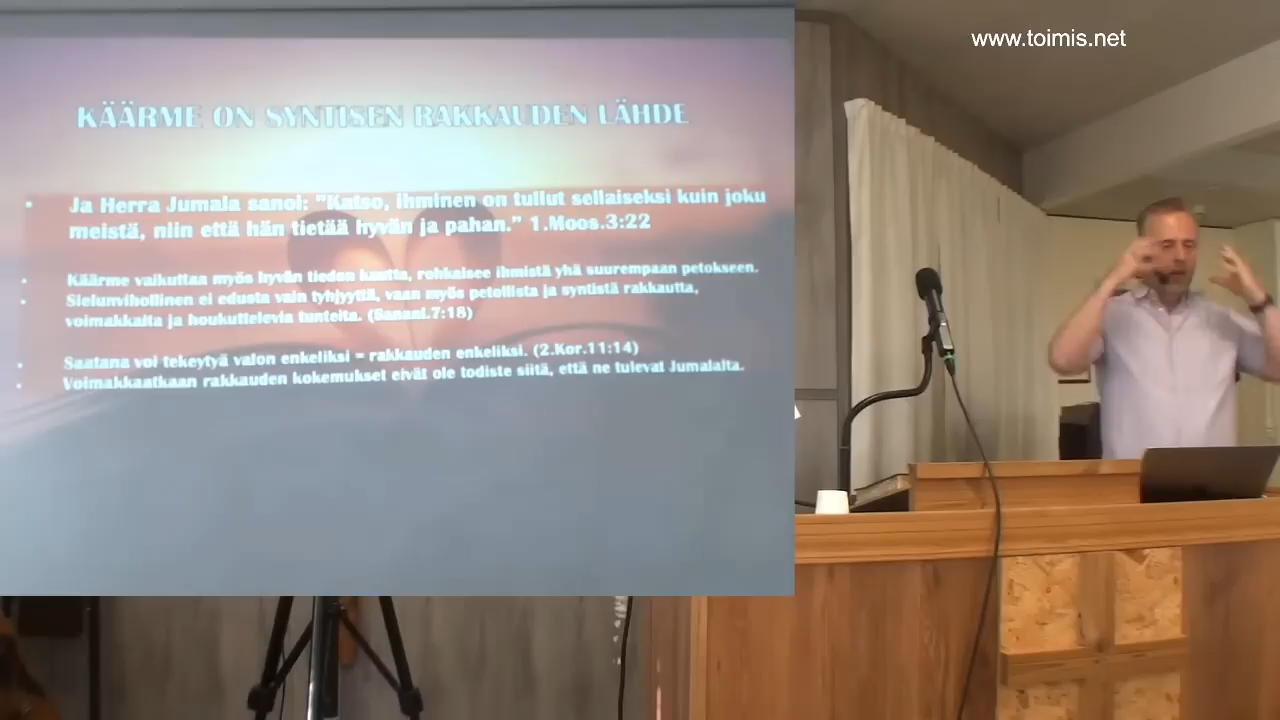 www.toimis.net
KÄÄRME ON SYNTISEN RAKKAUDEN LÄHDE
Ja Herra Jumala sanoi: "Katso, ihminen on tullut sellaiseksi kuin joku
meistä, niin että hän tietää hyvän ja pahan." 1.Moos.3:22
Käärme vaikuttaa myös hyvän tiedon kautta, rohkaisee ihmistä yhä suurempaan petokseen.
Sielunvihollinen ei edusta vain tyhjyyttä, vaan myös petollista ja syntistä rakkautta,
voimakkaita ja houkuttelevia tunteita. (Sananl.7:18)
Saatana voi tekeytyä valon enkeliksi = rakkauden enkeliksi. (2.Kor.11:14)
Voimakkaatkaan rakkauden kokemukset eivät ole todiste siitä, että ne tulevat Jumalalta.